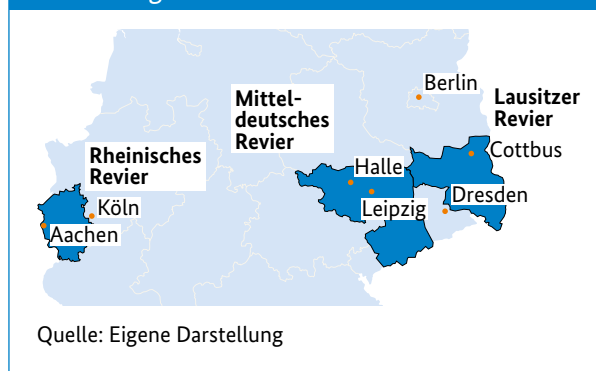 Berlin
Mittel-
deutsches
Revier
Lausitzer
Revier
Cottbus
Rheinisches
Revier
Halle
Dresden
Köln
Leipzig
Aachen
Quelle: Eigene Darstellung